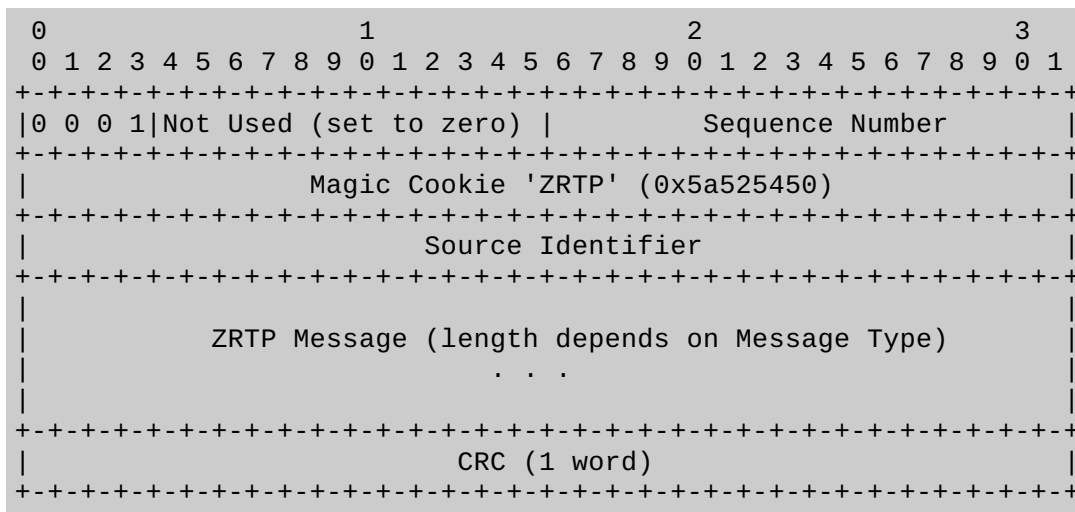 0                   1                   2                   3
 0 1 2 3 4 5 6 7 8 9 0 1 2 3 4 5 6 7 8 9 0 1 2 3 4 5 6 7 8 9 0 1
+-+-+-+-+-+-+-+-+-+-+-+-+-+-+-+-+-+-+-+-+-+-+-+-+-+-+-+-+-+-+-+-+
|0 0 0 1|Not Used (set to zero) |         Sequence Number       |
+-+-+-+-+-+-+-+-+-+-+-+-+-+-+-+-+-+-+-+-+-+-+-+-+-+-+-+-+-+-+-+-+
|                 Magic Cookie 'ZRTP' (0x5a525450)              |
+-+-+-+-+-+-+-+-+-+-+-+-+-+-+-+-+-+-+-+-+-+-+-+-+-+-+-+-+-+-+-+-+
|                        Source Identifier                      |
+-+-+-+-+-+-+-+-+-+-+-+-+-+-+-+-+-+-+-+-+-+-+-+-+-+-+-+-+-+-+-+-+
|                                                               |
|           ZRTP Message (length depends on Message Type)       |
|                            . . .                              |
|                                                               |
+-+-+-+-+-+-+-+-+-+-+-+-+-+-+-+-+-+-+-+-+-+-+-+-+-+-+-+-+-+-+-+-+
|                          CRC (1 word)                         |
+-+-+-+-+-+-+-+-+-+-+-+-+-+-+-+-+-+-+-+-+-+-+-+-+-+-+-+-+-+-+-+-+